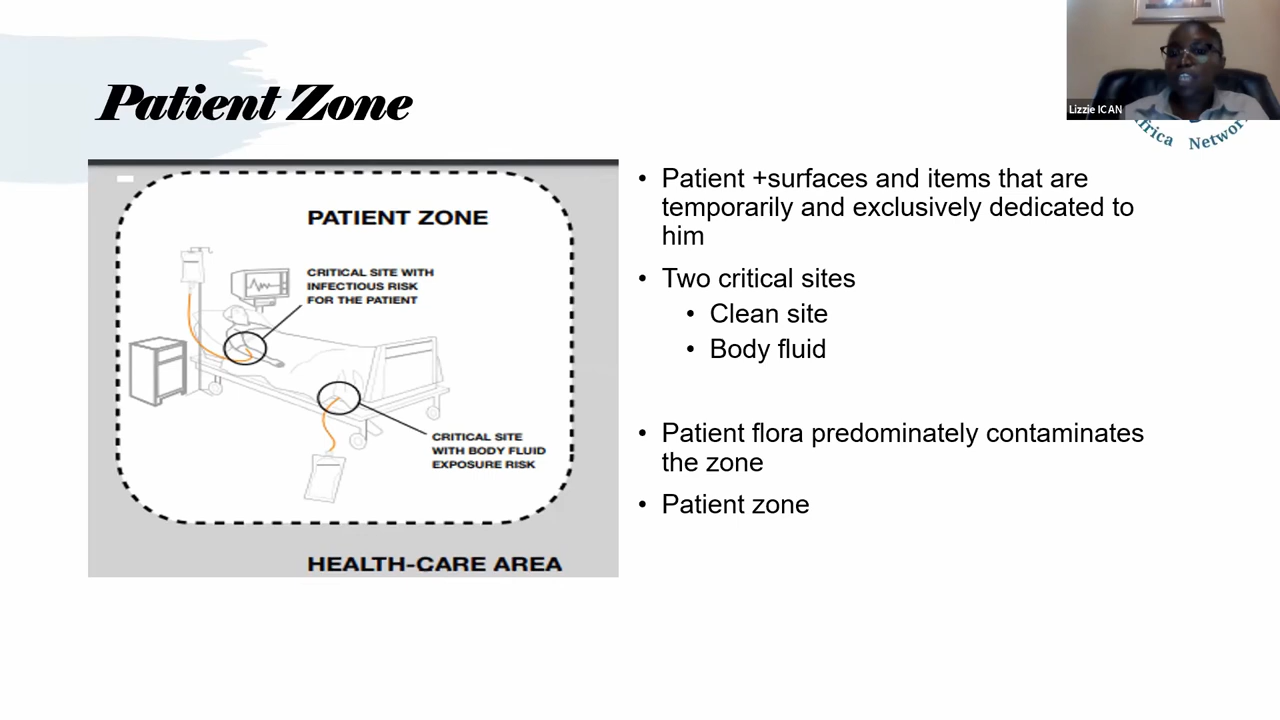 Patient Zone
Lizzie ICAN
frica Network
PATIENT ZONE
CRITICAL SITE WITH
INFECTIOUS RISK
FOR THE PATIENT
CRITICAL SITE
WITH BODY FLUID
EXPOSURE RISK
HEALTH-CARE AREA
• Patient +surfaces and items that are
temporarily and exclusively dedicated to
him
• Two critical sites
• Clean site
• Body fluid
• Patient flora predominately contaminates
the zone
• Patient zone